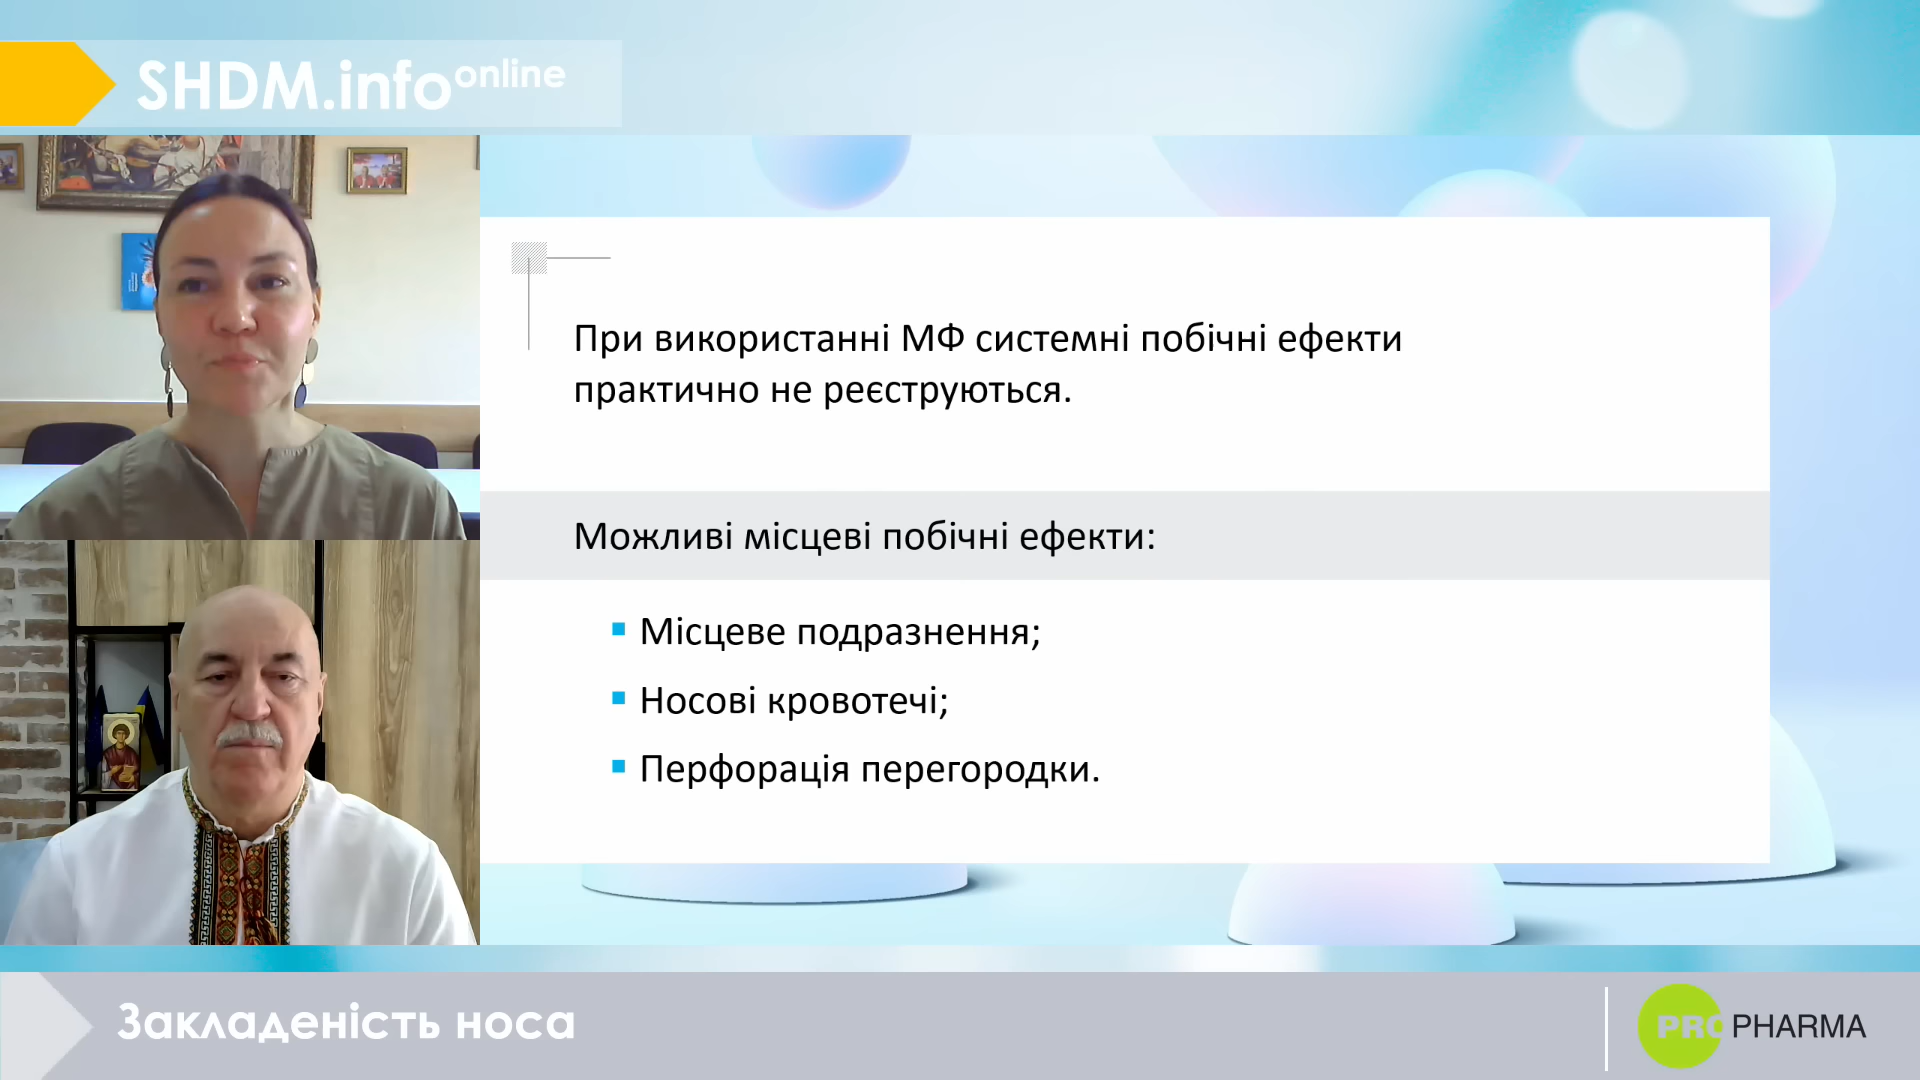 SHDM.info online
При використанні МФ системні побічні ефекти
практично не реєструються.
Можливі місцеві побічні ефекти:
▪ Місцеве подразнення;
▪ Носові кровотечі;
▪ Перфорація перегородки.
Закладеність носа
PRO PHARMA